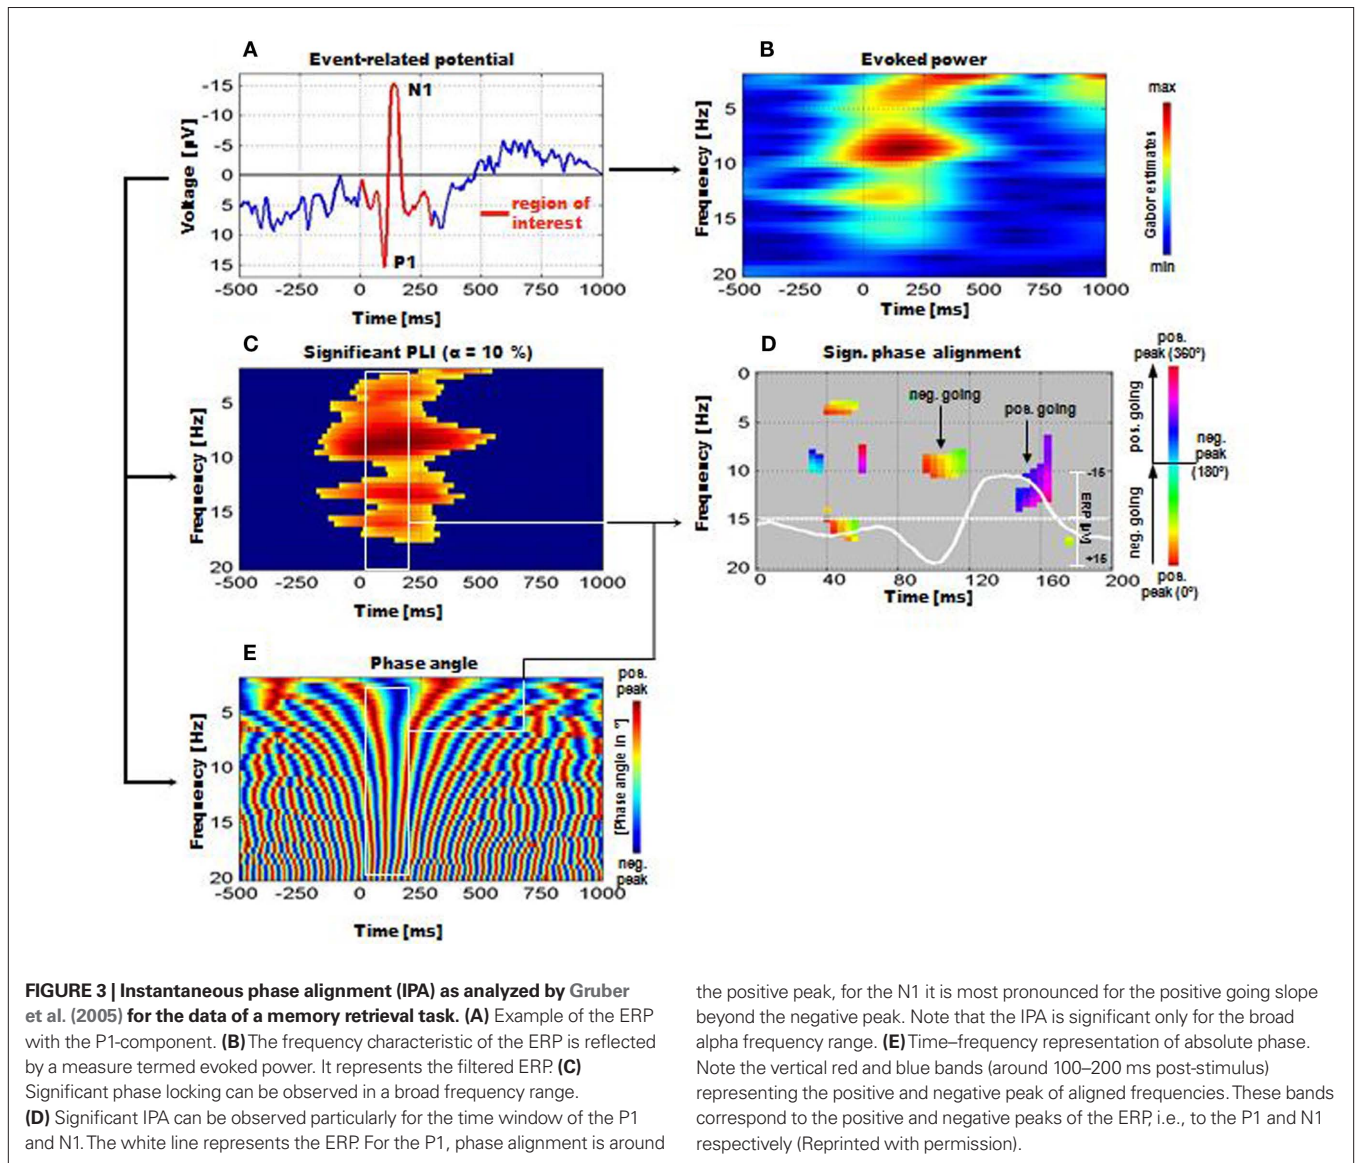 A
Event-related potential
-15
-10
-5
0
5
10
15
Vokage [µV]
N1
P1
region of
interest
-500 -250 0 250 500 750 1000
Time [ms]
B
Evoked power
5
10
15
20
Frequency [Hz]
-500 -250 0 250 500 750 1000
Time [ms]
max
Gabor estimates
min
C
Significant PLI (α = 10 %)
5
10
15
20
Frequency [Hz]
-500 -250 0 250 500 750 1000
Time [ms]
D
Sign. phase alignment
0
5
10
15
20
Frequency [Hz]
neg. going
pos. going
-15
ERP [µV]
+15
0 40 80 120 160 200
Time [ms]
pos.
peak (360°)
pos. going
neg.
peak
(180°)
neg. going
pos.
peak (0°)
E
Phase angle
5
10
15
20
Frequency [Hz]
-500 -250 0 250 500 750 1000
Time [ms]
pos.
peak
[Phase angle in °]
neg.
peak
FIGURE 3 | Instantaneous phase alignment (IPA) as analyzed by Gruber
et al. (2005) for the data of a memory retrieval task. (A) Example of the ERP
with the P1-component. (B) The frequency characteristic of the ERP is reflected
by a measure termed evoked power. It represents the filtered ERP. (C)
Significant phase locking can be observed in a broad frequency range.
(D) Significant IPA can be observed particularly for the time window of the P1
and N1. The white line represents the ERP. For the P1, phase alignment is around
the positive peak, for the N1 it is most pronounced for the positive going slope
beyond the negative peak. Note that the IPA is significant only for the broad
alpha frequency range. (E) Time–frequency representation of absolute phase.
Note the vertical red and blue bands (around 100–200 ms post-stimulus)
representing the positive and negative peak of aligned frequencies. These bands
correspond to the positive and negative peaks of the ERP, i.e., to the P1 and N1
respectively (Reprinted with permission).